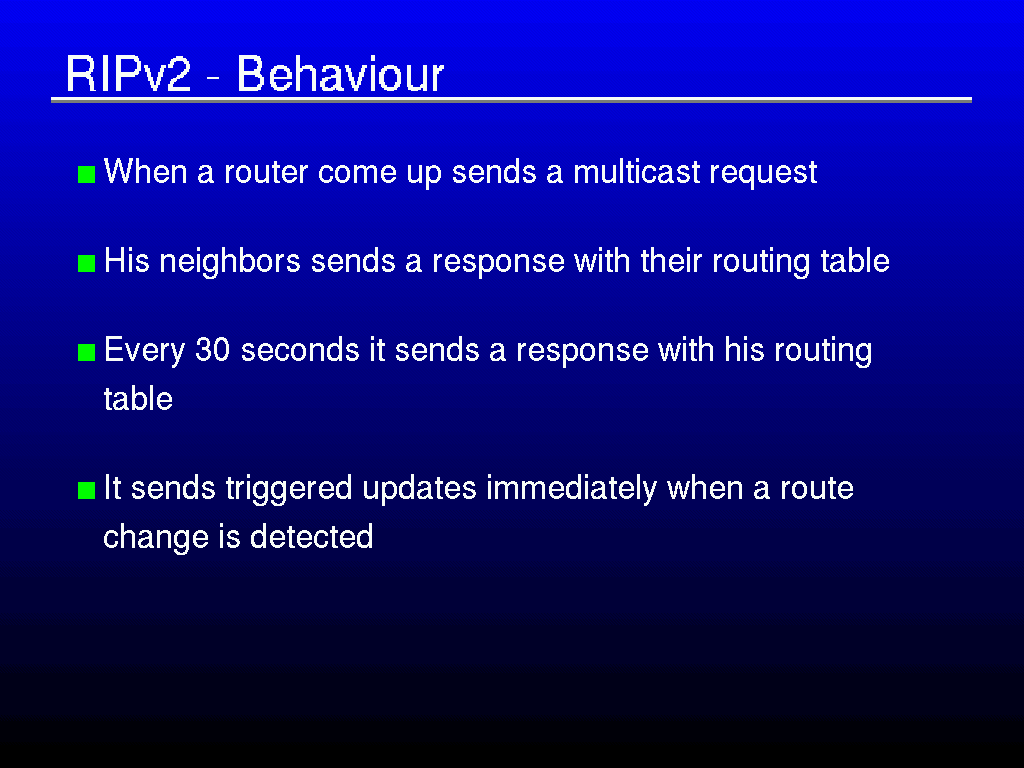 RIPv2 - Behaviour
When a router come up sends a multicast request
His neighbors sends a response with their routing table
Every 30 seconds it sends a response with his routing
table
It sends triggered updates immediately when a route
change is detected